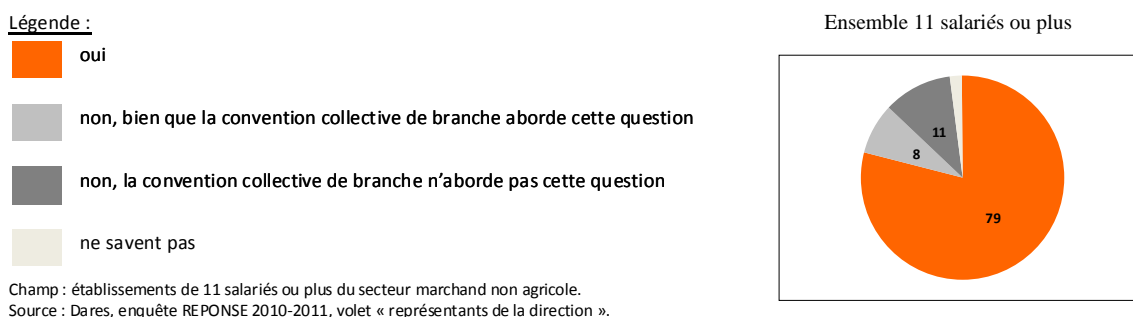 Légende :
oui
non, bien que la convention collective de branche aborde cette question
non, la convention collective de branche n’aborde pas cette question
ne savent pas
Champ : établissements de 11 salariés ou plus du secteur marchand non agricole.
Source : Dares, enquête REPONSE 2010-2011, volet « représentants de la direction ».
Ensemble 11 salariés ou plus
11
8
79